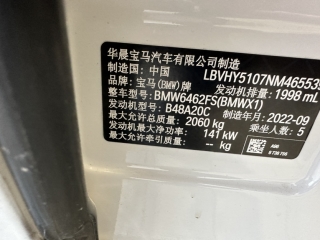 华晨宝马汽车有限公司制造
制造国：中国 LBVHY5107NM465539
品牌：宝马(BMW)牌 发动机排量：1998 mL
整车型号：BMW6462FS(BMWX1)
发动机型号：B48A20C 制造年月：2022-09
最大允许总质量：2060 kg 乘坐人数：5
发动机最大净功率：141 kW
最大允许牵引质量：-- kg